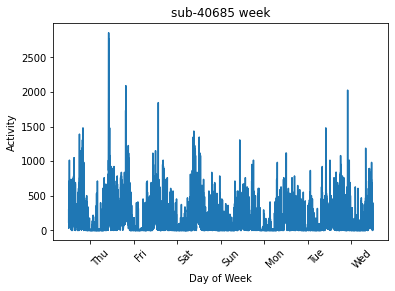 sub-40685 week
Activity
2500
2000
1500
1000
500
0
Thu
Fri
Sat
Sun
Mon
Tue
Wed
Day of Week